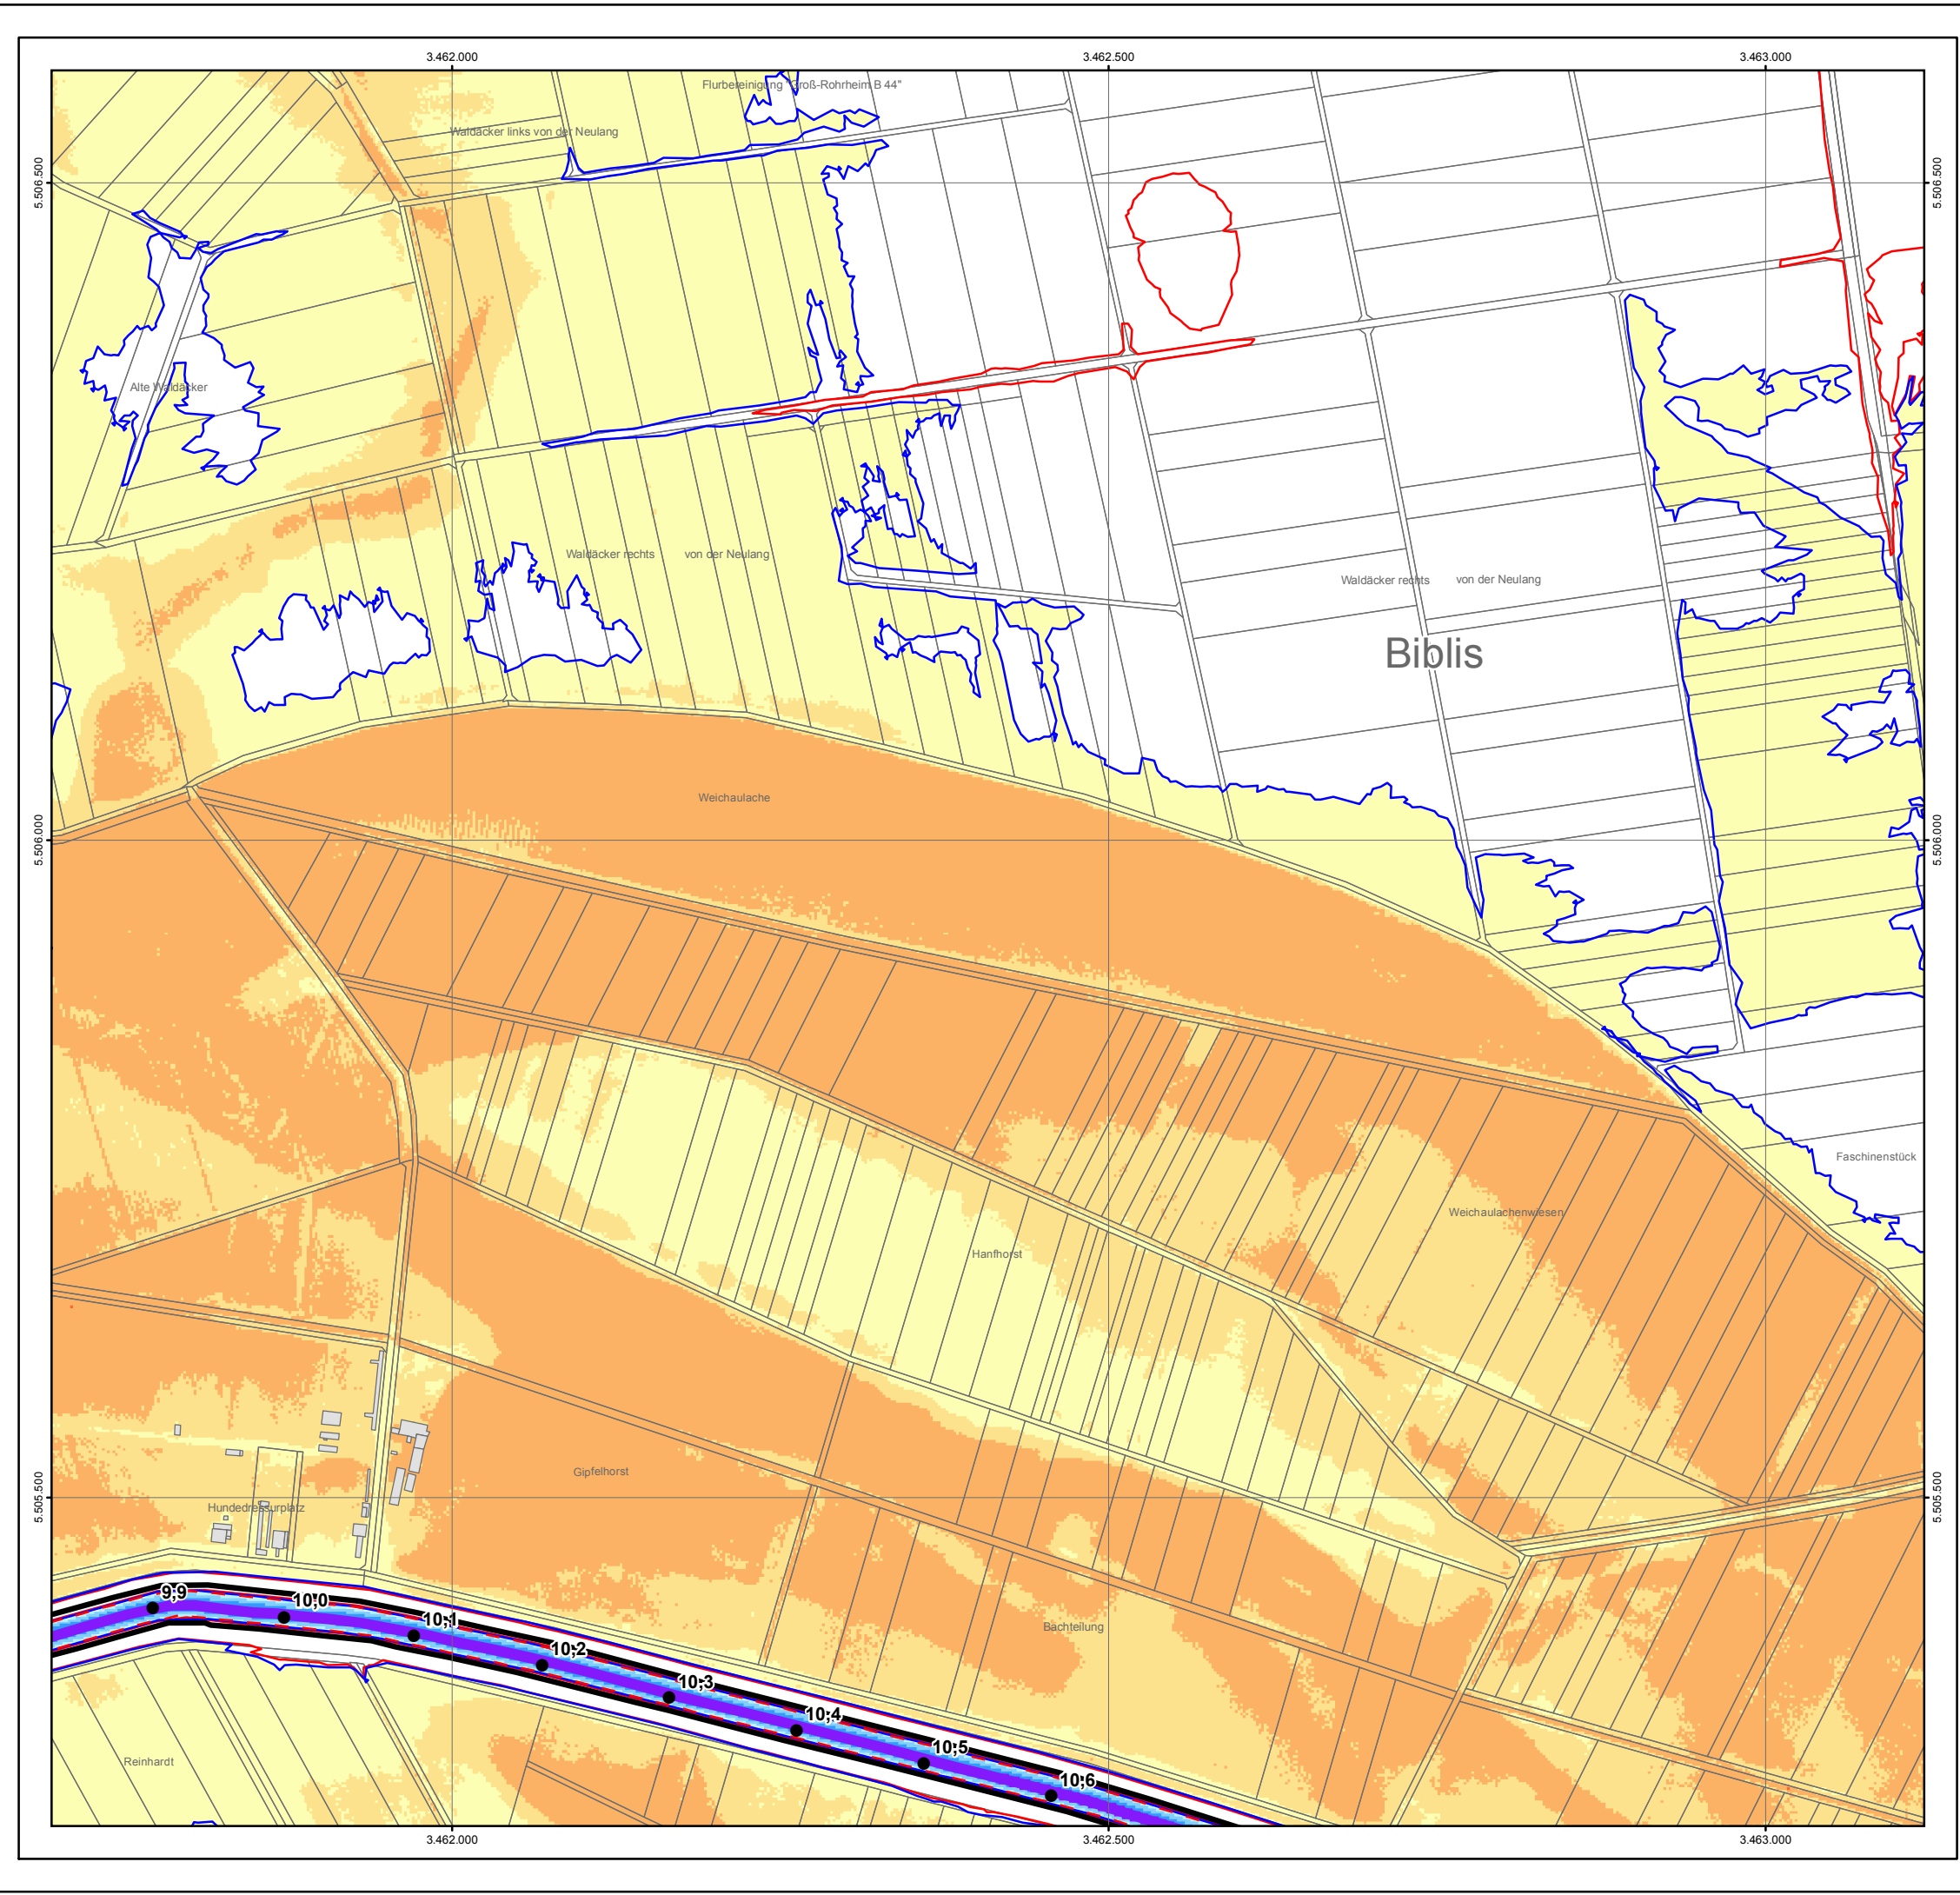 3.462.000 3.462.500 3.463.000
Flurbereinigung "Groß-Rohrheim B 44"
Waldäcker links von der Neulang
5.506.500 5.506.500
Alte Waldäcker
Waldäcker rechts von der Neulang
Waldäcker rechts von der Neulang
Biblis
Weichaulache
5.506.000 5.506.000
Faschinenstück
Weichaulachenwiesen
Hanfhorst
Gipfelhorst
5.505.500 5.505.500
Hundedressurplatz
9;9
10;0
10;1
10;2
Bachteilung
10;3
10;4
10;5
Reinhardt
10;6
3.462.000 3.462.500 3.463.000